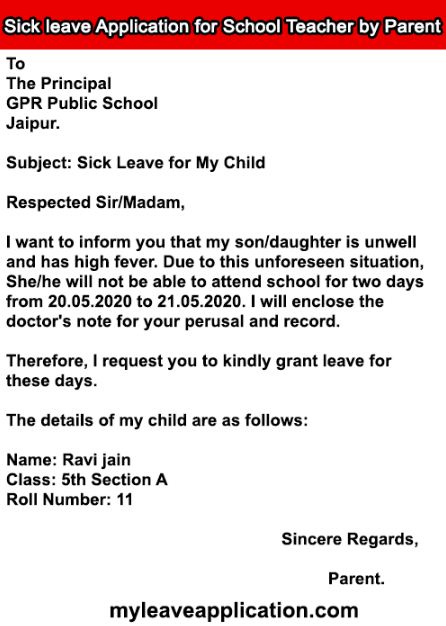 Sick leave Application for School Teacher by Parent
To
The Principal
GPR Public School
Jaipur.
Subject: Sick Leave for My Child
Respected Sir/Madam,
I want to inform you that my son/daughter is unwell
and has high fever. Due to this unforeseen situation,
She/he will not be able to attend school for two days
from 20.05.2020 to 21.05.2020. I will enclose the
doctor's note for your perusal and record.
Therefore, I request you to kindly grant leave for
these days.
The details of my child are as follows:
Name: Ravi jain
Class: 5th Section A
Roll Number: 11
Sincere Regards,
Parent.
myleaveapplication.com